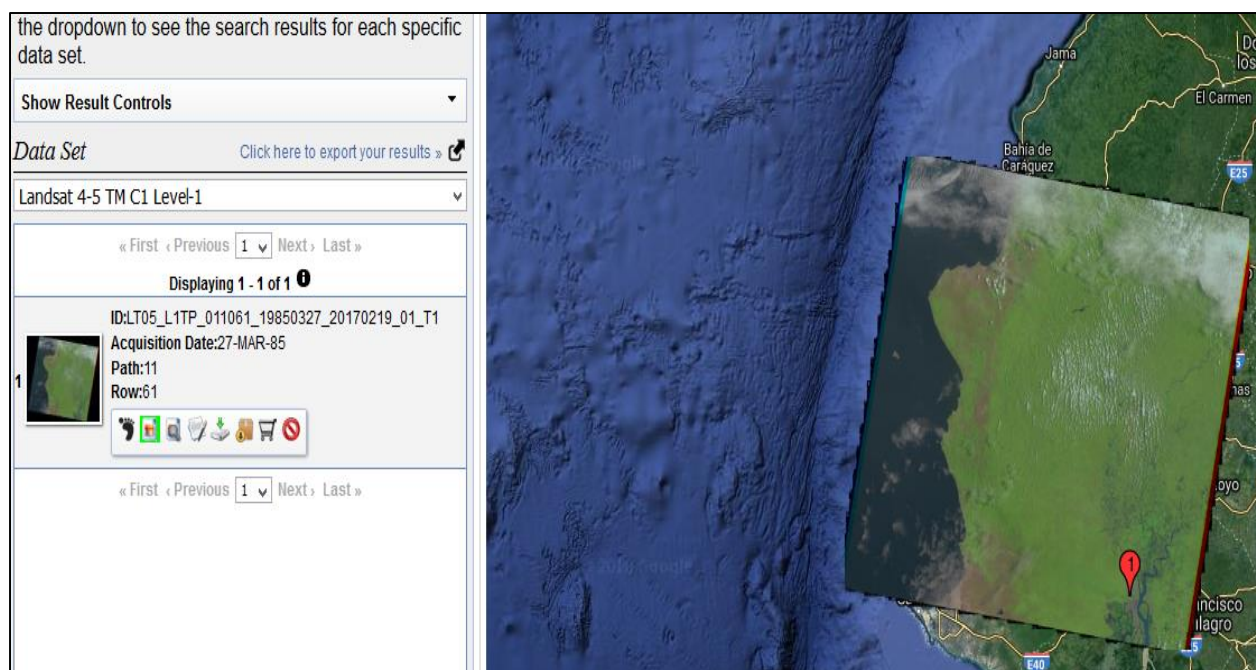 the dropdown to see the search results for each specific
data set.
Show Result Controls
Data Set
Click here to export your results »
Landsat 4-5 TM C1 Level-1
« First ‹ Previous 1 Next › Last »
Displaying 1 - 1 of 1
1
ID:LT05_L1TP_011061_19850327_20170219_01_T1
Acquisition Date:27-MAR-85
Path:11
Row:61
« First ‹ Previous 1 Next › Last »
Jama
El Carmen
Bahía de
Caráquez
E25
1
E40